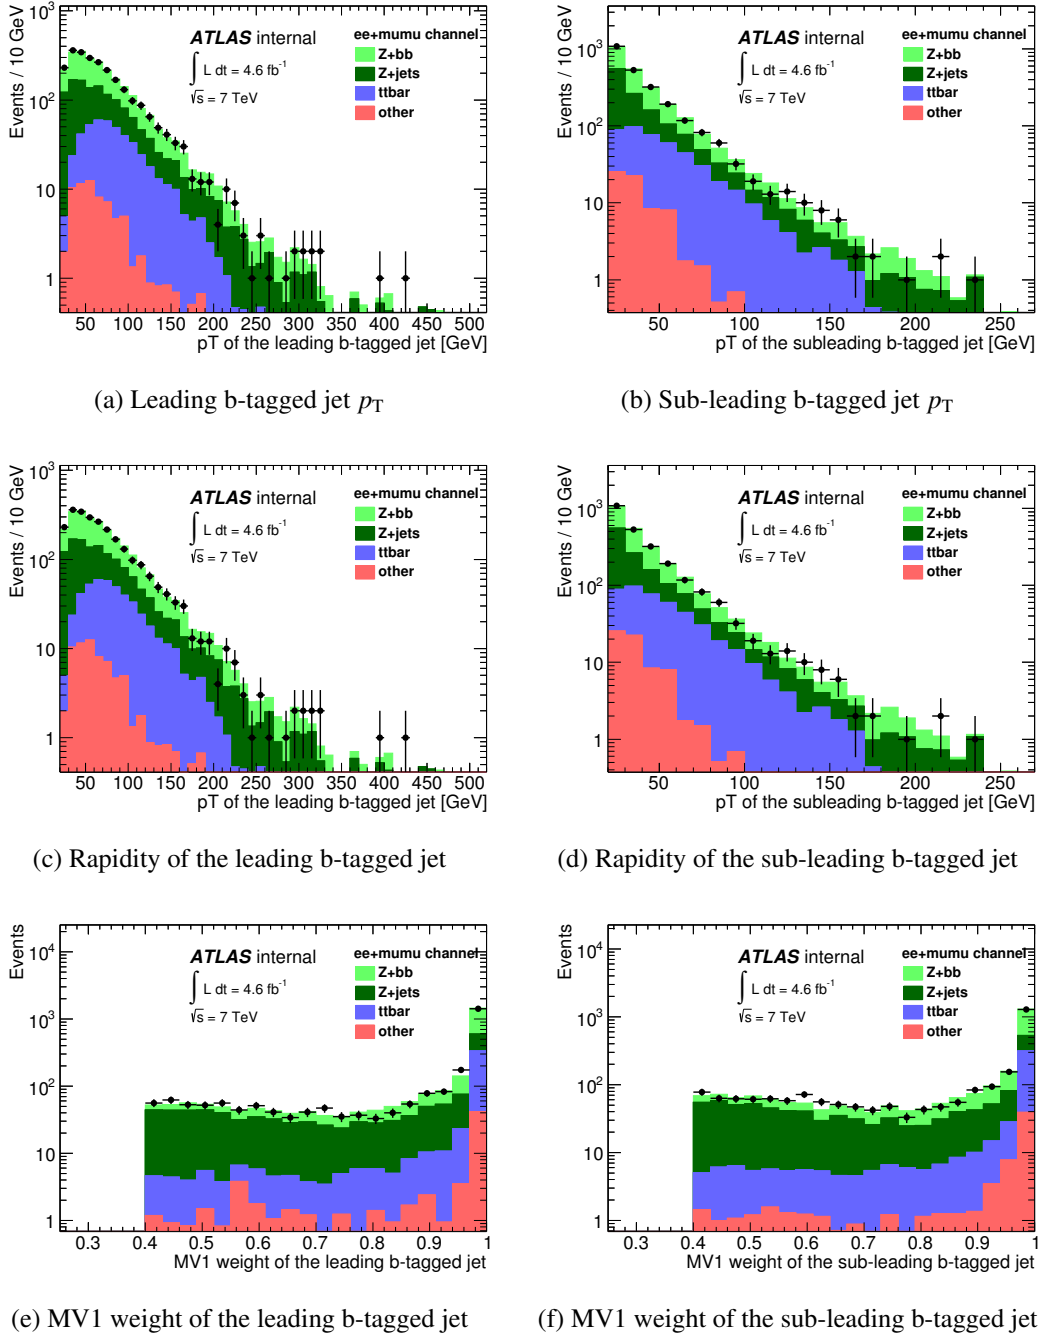 Events / 10 GeV
10³
10²
10
1
ATLAS internal
∫ L dt = 4.6 fb⁻¹
√s = 7 TeV
ee+mumu channel
Z+bb
Z+jets
ttbar
other
50 100 150 200 250 300 350 400 450 500
pT of the leading b-tagged jet [GeV]
(a) Leading b-tagged jet pT
Events / 10 GeV
10³
10²
10
1
ATLAS internal
∫ L dt = 4.6 fb⁻¹
√s = 7 TeV
ee+mumu channel
Z+bb
Z+jets
ttbar
other
50 100 150 200 250
pT of the subleading b-tagged jet [GeV]
(b) Sub-leading b-tagged jet pT
Events / 10 GeV
10³
10²
10
1
ATLAS internal
∫ L dt = 4.6 fb⁻¹
√s = 7 TeV
ee+mumu channel
Z+bb
Z+jets
ttbar
other
50 100 150 200 250 300 350 400 450 500
pT of the leading b-tagged jet [GeV]
(c) Rapidity of the leading b-tagged jet
Events / 10 GeV
10³
10²
10
1
ATLAS internal
∫ L dt = 4.6 fb⁻¹
√s = 7 TeV
ee+mumu channel
Z+bb
Z+jets
ttbar
other
50 100 150 200 250
pT of the subleading b-tagged jet [GeV]
(d) Rapidity of the sub-leading b-tagged jet
Events
10⁴
10³
10²
10
1
ATLAS internal
∫ L dt = 4.6 fb⁻¹
√s = 7 TeV
ee+mumu channel
Z+bb
Z+jets
ttbar
other
0.3 0.4 0.5 0.6 0.7 0.8 0.9 1
MV1 weight of the leading b-tagged jet
(e) MV1 weight of the leading b-tagged jet
Events
10⁴
10³
10²
10
1
ATLAS internal
∫ L dt = 4.6 fb⁻¹
√s = 7 TeV
ee+mumu channel
Z+bb
Z+jets
ttbar
other
0.3 0.4 0.5 0.6 0.7 0.8 0.9 1
MV1 weight of the sub-leading b-tagged jet
(f) MV1 weight of the sub-leading b-tagged jet